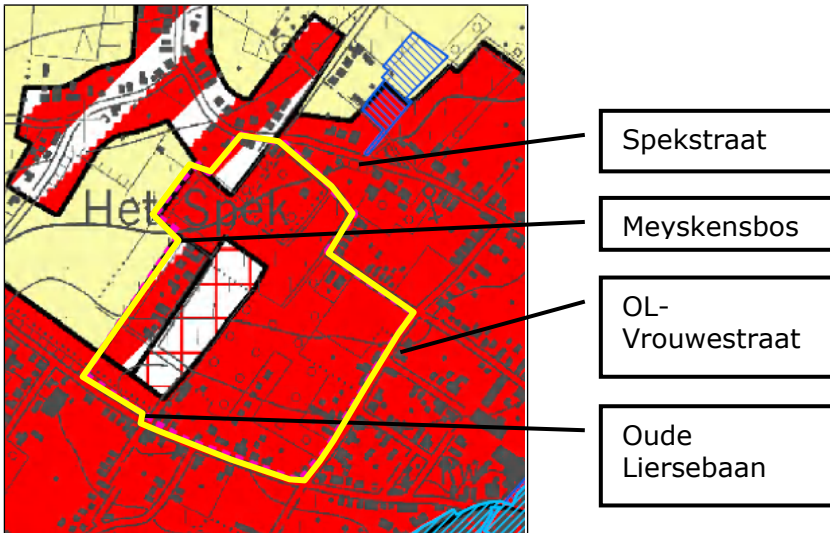 Het Spek
Spekstraat
Meyskensbos
OL-
Vrouwestraat
Oude
Liersebaan